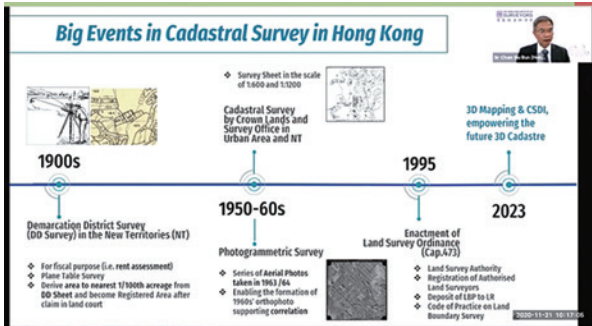 Big Events in Cadastral Survey in Hong Kong
SURVEYORS
Survey Sheet in the scale
of 1:600 and 1:1200
Cadastral Survey
by Crown Lands and
Survey Office in
Urban Area and NT
3D Mapping & CSDI,
empowering the
future 3D Cadastre
1900s
1995
1950-60s
2023
Demarcation District Survey
(DD Survey) in the New Territories (NT)
For fiscal purpose (i.e. rent assessment)
Plane Table Survey
Derive area to nearest 1/100th acreage from
DD Sheet and become Registered Area after
claim in land court
Photogrammetric Survey
Series of Aerial Photos
taken in 1963 /64
Enabling the formation of
1960s' orthophoto
supporting correlation
Enactment of
Land Survey Ordinance
(Cap.473)
Land Survey Authority
Registration of Authorised
Land Surveyors
Deposit of LBP to LR
Code of Practice on Land
Boundary Survey
2020-11-21 10:17:06